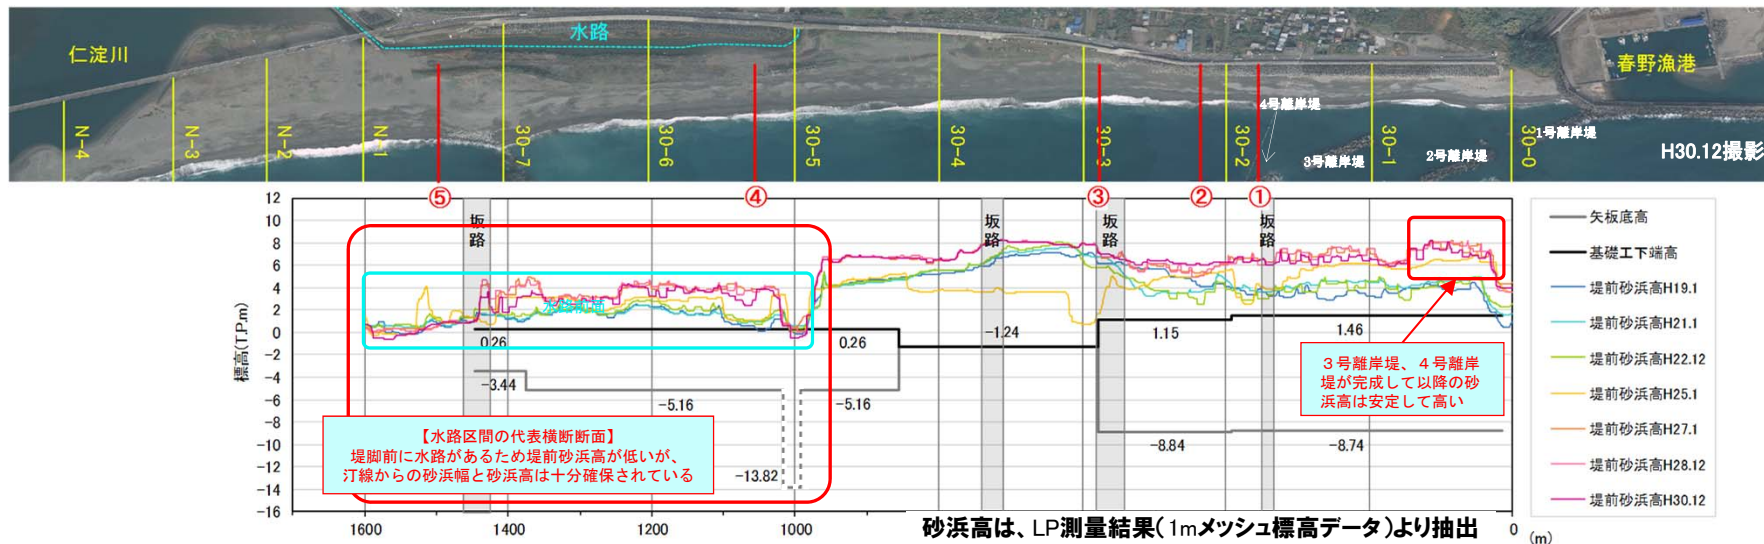 仁淀川
水路
春野漁港
4号離岸堤
1号離岸堤
3号離岸堤
2号離岸堤
H30.12撮影
N-4
N-3
N-2
N-1
30-7
30-6
30-5
30-4
30-3
30-2
30-1
30-0
⑤
④
③
②
①
標高(T.P.m)
12
10
8
6
4
2
0
-2
-4
-6
-8
-10
-12
-14
-16
坂路
坂路
坂路
坂路
水路前面
0.26
0.26
-1.24
1.15
1.46
-3.44
-5.16
-5.16
-13.82
-8.84
-8.74
【水路区間の代表横断断面】
堤脚前に水路があるため堤前砂浜高が低いが、
汀線からの砂浜幅と砂浜高は十分確保されている
3号離岸堤、4号離岸
堤が完成して以降の砂
浜高は安定して高い
矢板底高
基礎工下端高
堤前砂浜高H19.1
堤前砂浜高H21.1
堤前砂浜高H22.12
堤前砂浜高H25.1
堤前砂浜高H27.1
堤前砂浜高H28.12
堤前砂浜高H30.12
1600
1400
1200
1000
0
(m)
砂浜高は、LP測量結果(1mメッシュ標高データ)より抽出